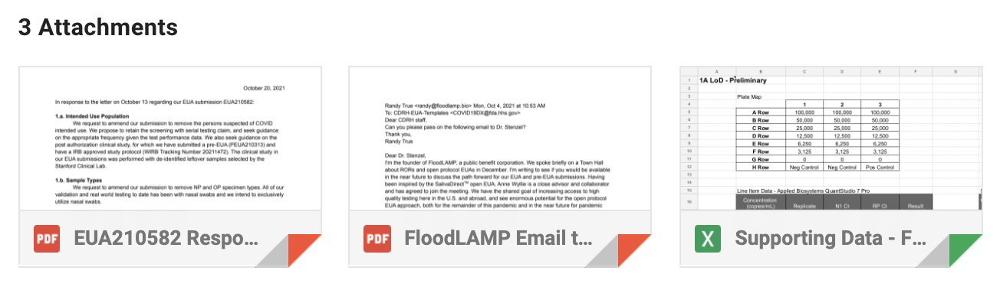 3 Attachments
October 20, 2021
In response to the letter on October 13 regarding our EUA submission EUA210582:
1.a. Intended Use Population
We request to ammend our submission to remove the persons suspected of COVID
intended use. We propose to retain the screening with serial testing claim, and seek guidance
on the appropriate frequency given the test performance data. We also seek guidance on the
post authorization clinical study, for which we have submitted a pre-EUA (PEUA210313) and
have a IRB approved study protocol (WIRB Tracking Number 20211472). The clinical study in
our EUA submissions was performed with de-identified leftover samples selected by the
Stanford Clinical Lab.
1.b. Sample Types
We request to ammend our submission to remove NP and OP specimen types. All of our
validation and real world testing to date has been with nasal swabs and we intend to exclusively
utilize nasal swabs.
PDF
EUA210582 Respo...
Randy True <randy@floodlamp.bio> Mon, Oct 4, 2021 at 10:53 AM
To: CDRH-EUA-Templates <COVID19DX@fda.hhs.gov>
Dear CDRH staff,
Can you please pass on the following email to Dr. Stenzel?
Thank you,
Randy True
Dear Dr. Stenzel,
I'm the founder of FloodLAMP, a public benefit corporation. We spoke briefly on a Town Hall
about RORs and open protocol EUAs in December. I'm writing to see if you would be available
in the near future to discuss the path forward for our EUA and pre-EUA submissions. Having
been inspired by the SalivaDirect™ open EUA, Anne Wyllie is a close advisor and collaborator
and has agreed to join the meeting. We have the shared goal of increasing access to high
quality testing here in the U.S. and abroad, and see enormous potential for the open protocol
EUA approach, both for the remainder of this pandemic and in the near future for pandemic
PDF
FloodLAMP Email t...
A B C D E F G
1 1A LoD - Preliminary
2
3 Plate Map
4 1 2 3
5 A Row 100,000 100,000 100,000
6 B Row 50,000 50,000 50,000
7 C Row 25,000 25,000 25,000
8 D Row 12,500 12,500 12,500
9 E Row 6,250 6,250 6,250
10 F Row 3,125 3,125 3,125
11 G Row 0 0 0
12 H Row Neg Control Neg Control Pos Control
13
14
15 Line Item Data - Applied Biosystems QuantStudio 7 Pro
16 Concentration (copies/mL) Replicate N1 Ct RP Ct Result
X
Supporting Data - F...